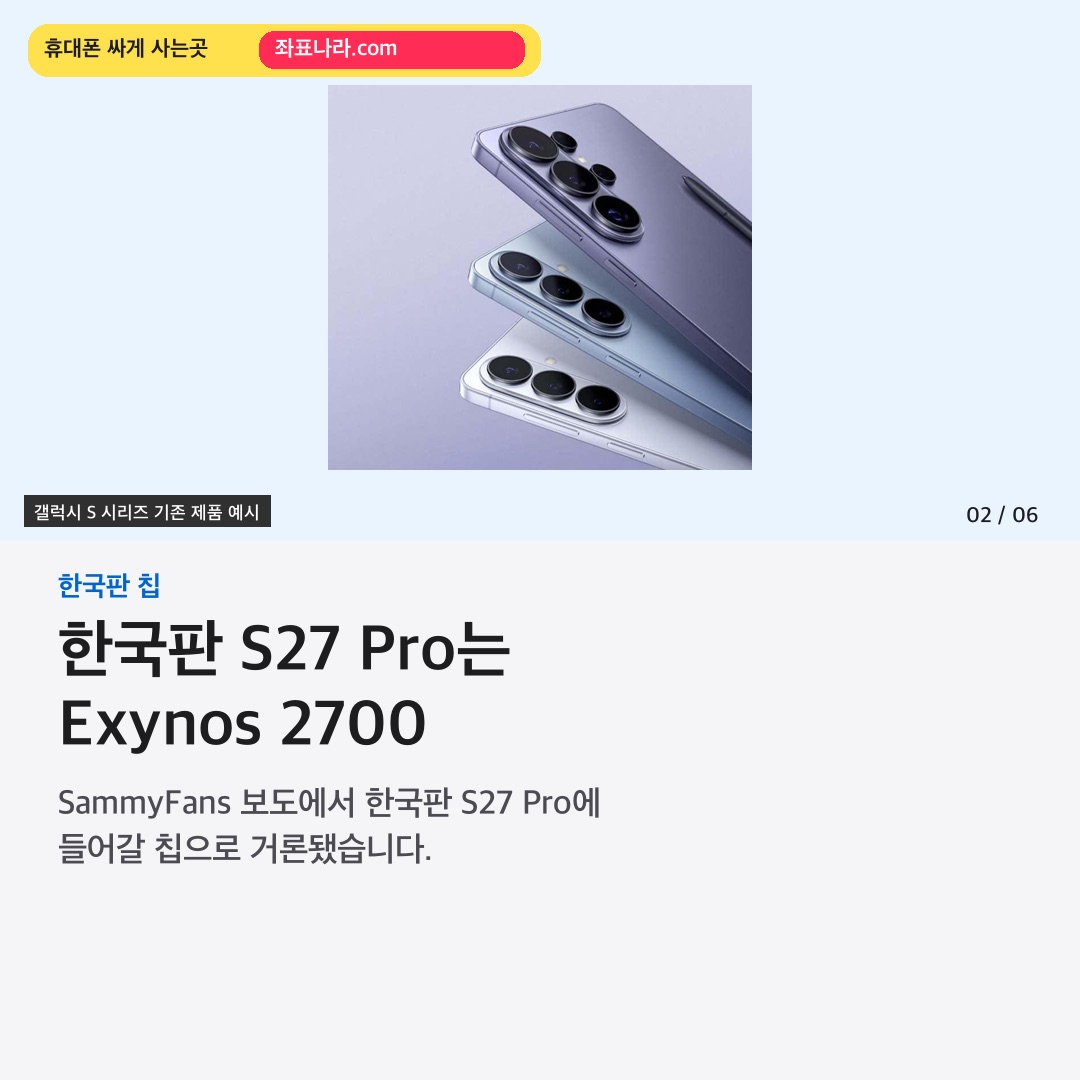 휴대폰 싸게 사는곳 좌표나라.com
갤럭시 S 시리즈 기존 제품 예시
02 / 06
한국판 칩
한국판 S27 Pro는
Exynos 2700
SammyFans 보도에서 한국판 S27 Pro에
들어갈 칩으로 거론됐습니다.